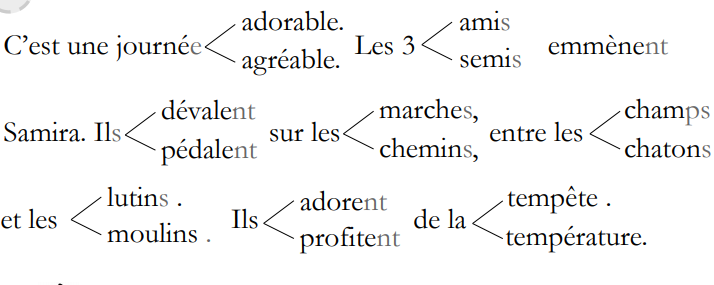 adorable. amis
C’est une journée Les 3 emmènent
agréable. semis
dévalent marches, champs
Samira. Ils sur les entre les
pédalent chemins, chatons
lutins . adorent tempête .
et les Ils de la
moulins . profitent température.